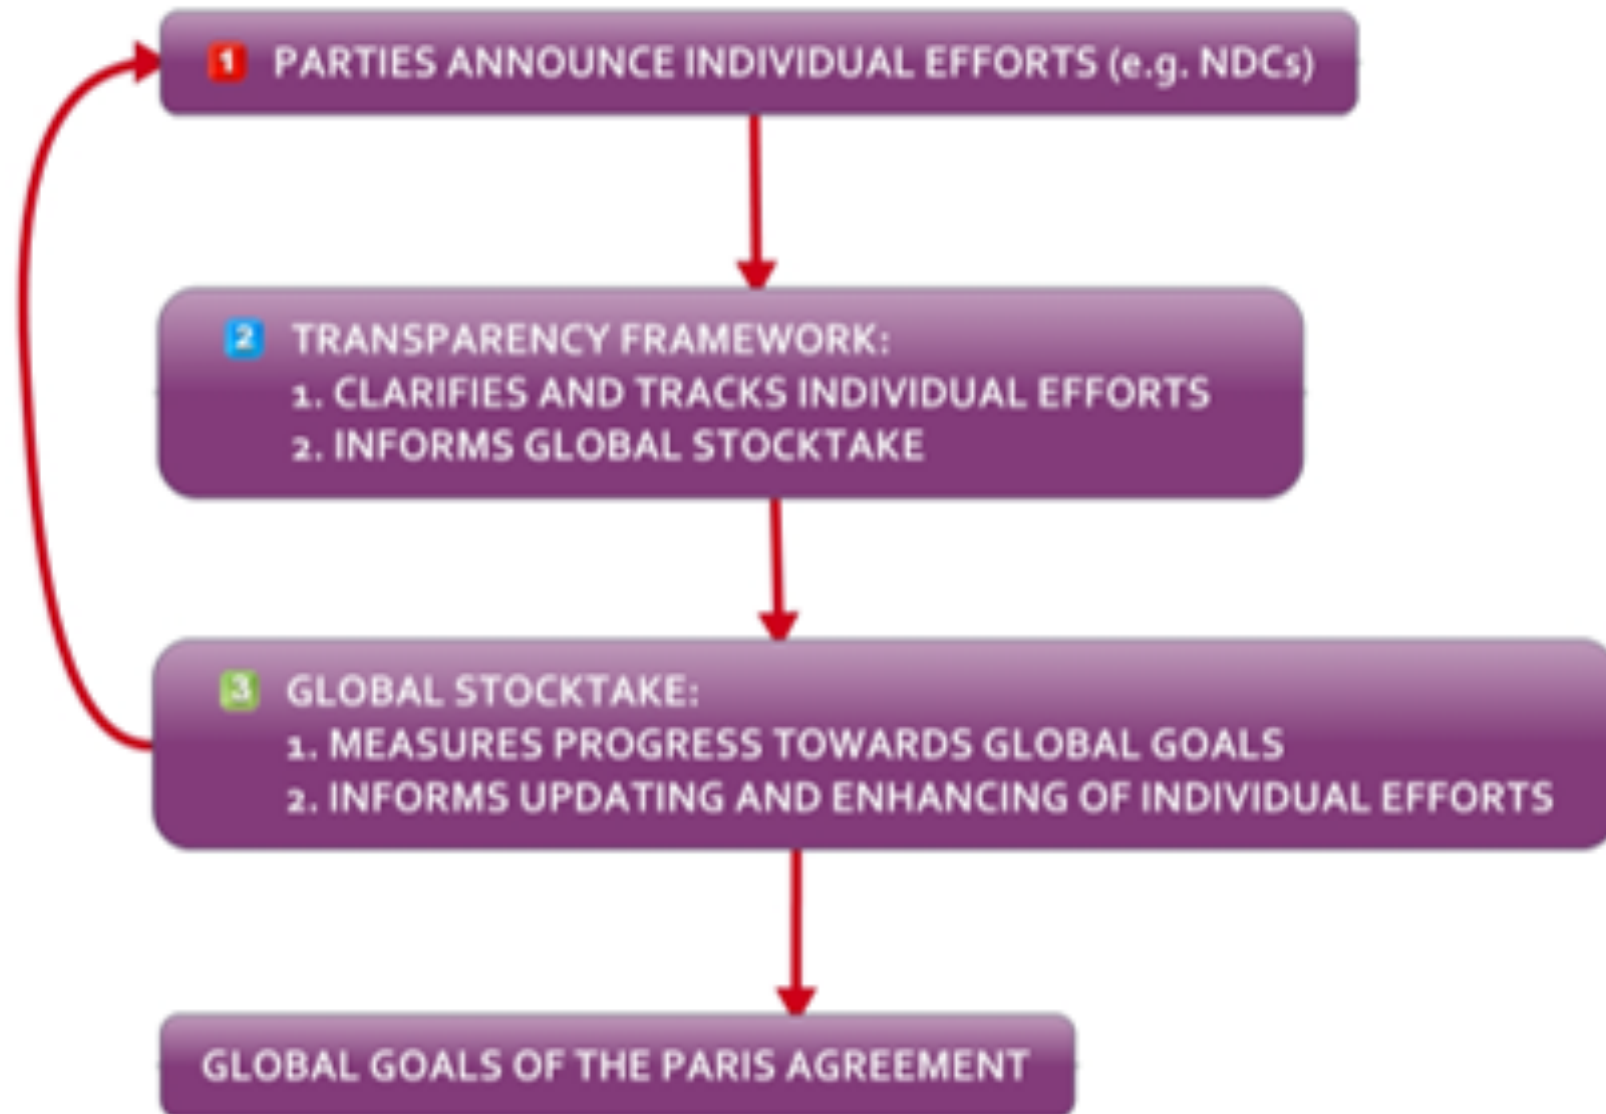 1 PARTIES ANNOUNCE INDIVIDUAL EFFORTS (e.g. NDCs)
2 TRANSPARENCY FRAMEWORK:
1. CLARIFIES AND TRACKS INDIVIDUAL EFFORTS
2. INFORMS GLOBAL STOCKTAKE
3 GLOBAL STOCKTAKE:
1. MEASURES PROGRESS TOWARDS GLOBAL GOALS
2. INFORMS UPDATING AND ENHANCING OF INDIVIDUAL EFFORTS
GLOBAL GOALS OF THE PARIS AGREEMENT